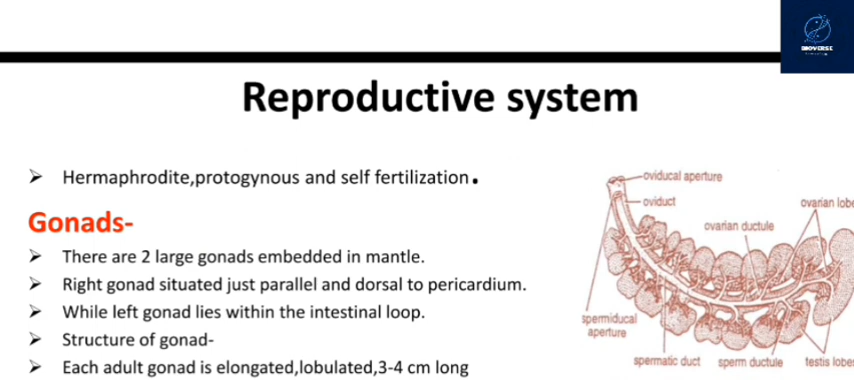 BIOVERSE
Reproductive system
➢ Hermaphrodite,protogynous and self fertilization.
Gonads-
➢ There are 2 large gonads embedded in mantle.
➢ Right gonad situated just parallel and dorsal to pericardium.
➢ While left gonad lies within the intestinal loop.
➢ Structure of gonad-
➢ Each adult gonad is elongated,lobulated,3-4 cm long
oviducal aperture
oviduct
ovarian lobe
ovarian ductule
spermiducal
aperture
spermatic duct
sperm ductule
testis lobes